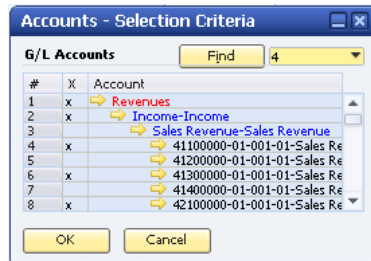 Accounts - Selection Criteria
G/L Accounts Find 4
# X Account
1 x Revenues
2 x Income-Income
3 Sales Revenue-Sales Revenue
4 x 41100000-01-001-01-Sales Re
5 41200000-01-001-01-Sales Re
6 x 41300000-01-001-01-Sales Re
7 41400000-01-001-01-Sales Re
8 x 42100000-01-001-01-Sales Re
OK Cancel